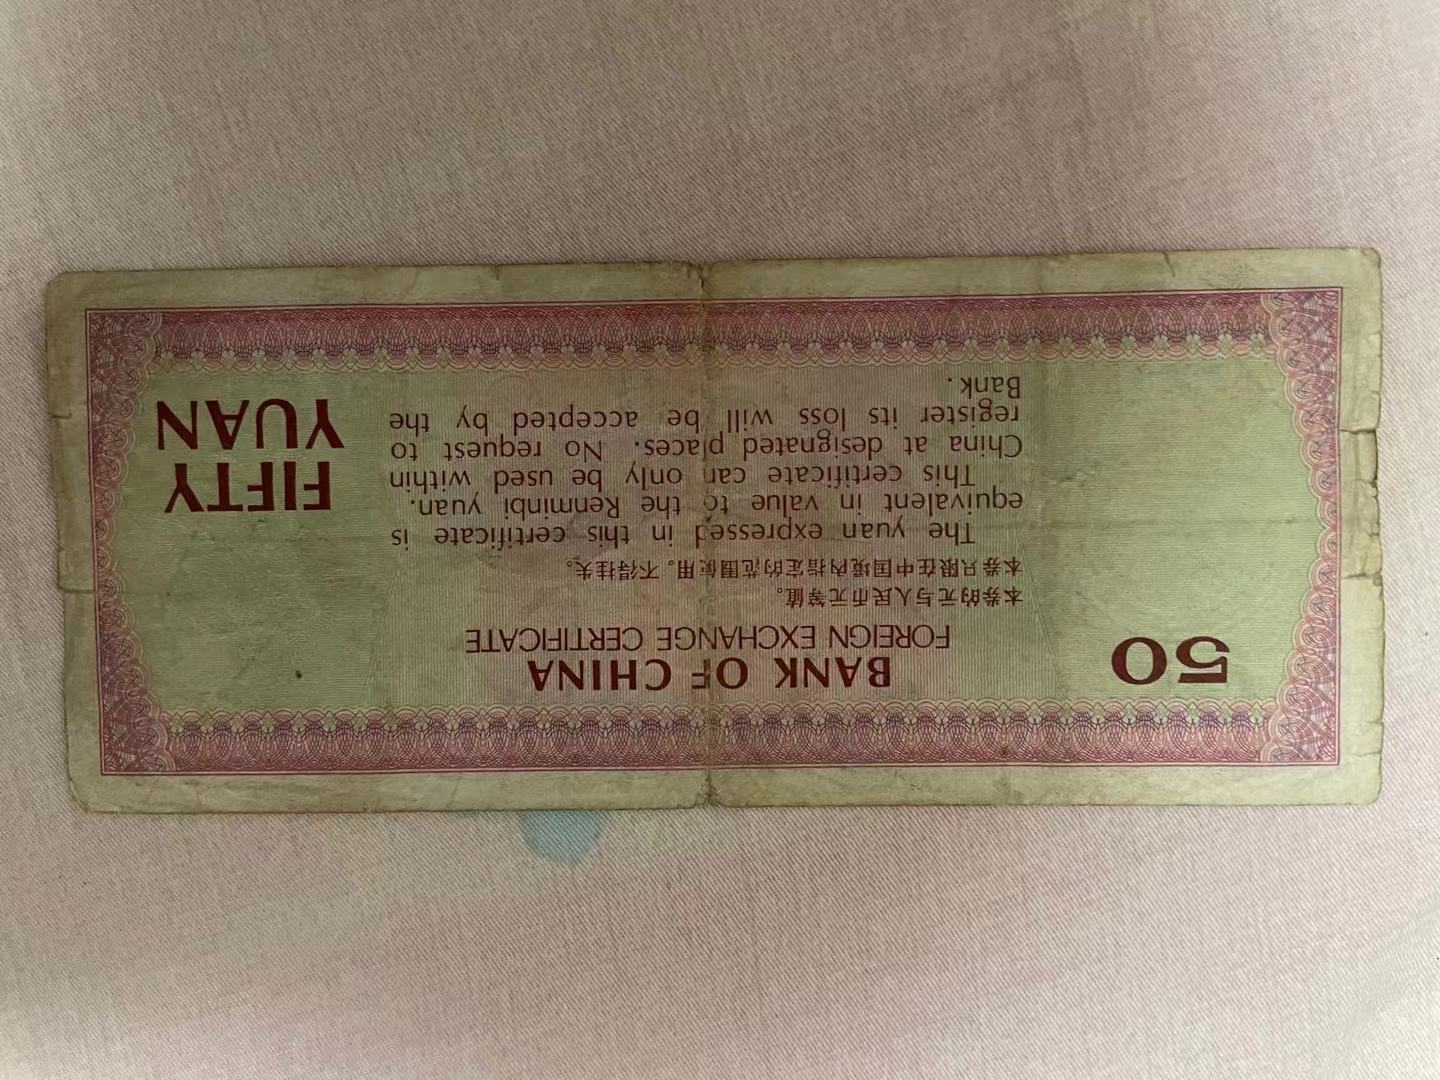 50
BANK OF CHINA
FOREIGN EXCHANGE CERTIFICATE
本券的元与人民币元等值。
本券只限在中国境内指定的范围使用。不得挂失。
The yuan expressed in this certificate is
equivalent in value to the Renminbi yuan.
This certificate can only be used within
China at designated places. No request to
register its loss will be accepted by the
Bank.
FIFTY
YUAN